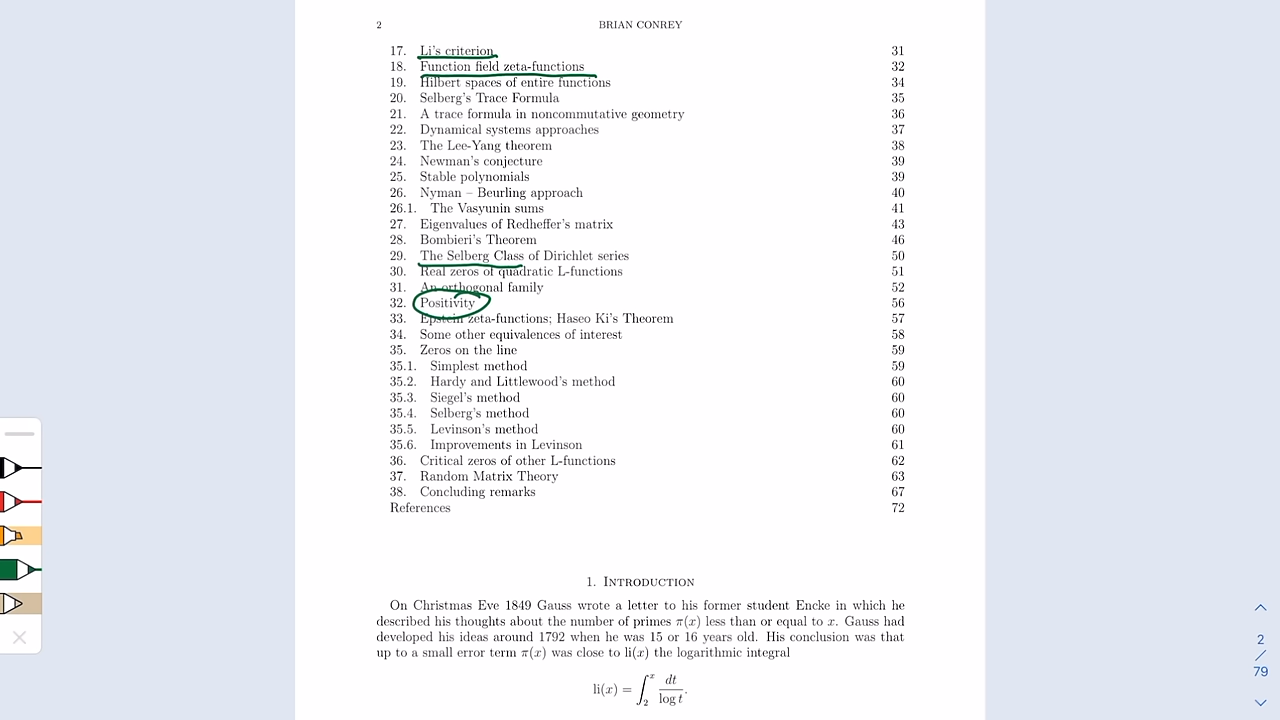 2 BRIAN CONREY
17. Li's criterion 31
18. Function field zeta-functions 32
19. Hilbert spaces of entire functions 34
20. Selberg's Trace Formula 35
21. A trace formula in noncommutative geometry 36
22. Dynamical systems approaches 37
23. The Lee-Yang theorem 38
24. Newman's conjecture 39
25. Stable polynomials 39
26. Nyman – Beurling approach 40
26.1. The Vasyunin sums 41
27. Eigenvalues of Redheffer's matrix 43
28. Bombieri's Theorem 46
29. The Selberg Class of Dirichlet series 50
30. Real zeros of quadratic L-functions 51
31. An orthogonal family 52
32. Positivity 56
33. Epstein zeta-functions; Haseo Ki's Theorem 57
34. Some other equivalences of interest 58
35. Zeros on the line 59
35.1. Simplest method 59
35.2. Hardy and Littlewood's method 60
35.3. Siegel's method 60
35.4. Selberg's method 60
35.5. Levinson's method 60
35.6. Improvements in Levinson 61
36. Critical zeros of other L-functions 62
37. Random Matrix Theory 63
38. Concluding remarks 67
References 72
1. Introduction
On Christmas Eve 1849 Gauss wrote a letter to his former student Encke in which he
described his thoughts about the number of primes π(x) less than or equal to x. Gauss had
developed his ideas around 1792 when he was 15 or 16 years old. His conclusion was that
up to a small error term π(x) was close to li(x) the logarithmic integral
li(x) = ∫₂ˣ dt / log t.
2
/
79